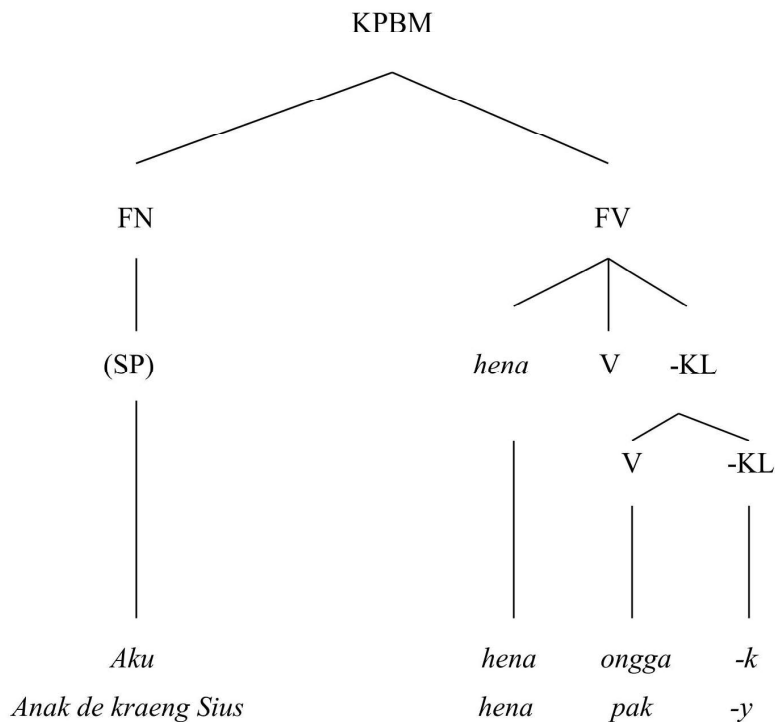 KPBM
FN FV
(SP) hena V -KL
V -KL
Aku hena ongga -k
Anak de kraeng Sius hena pak -y